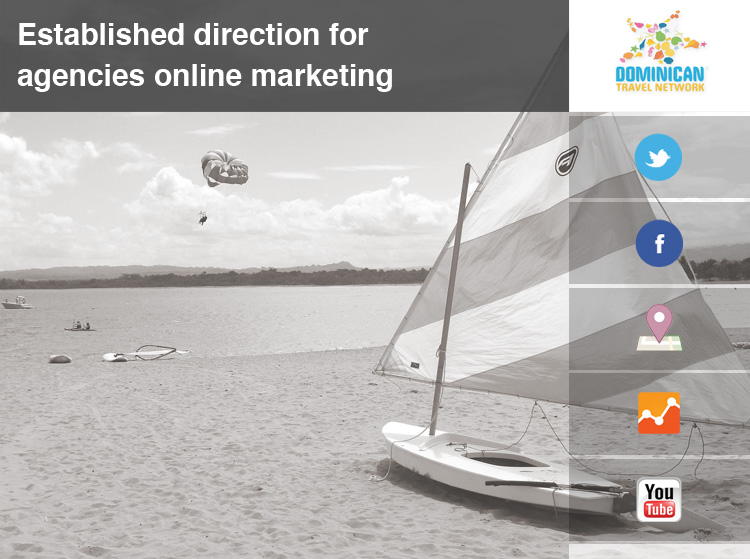 Established direction for
agencies online marketing
DOMINICAN
TRAVEL NETWORK
f
You
Tube